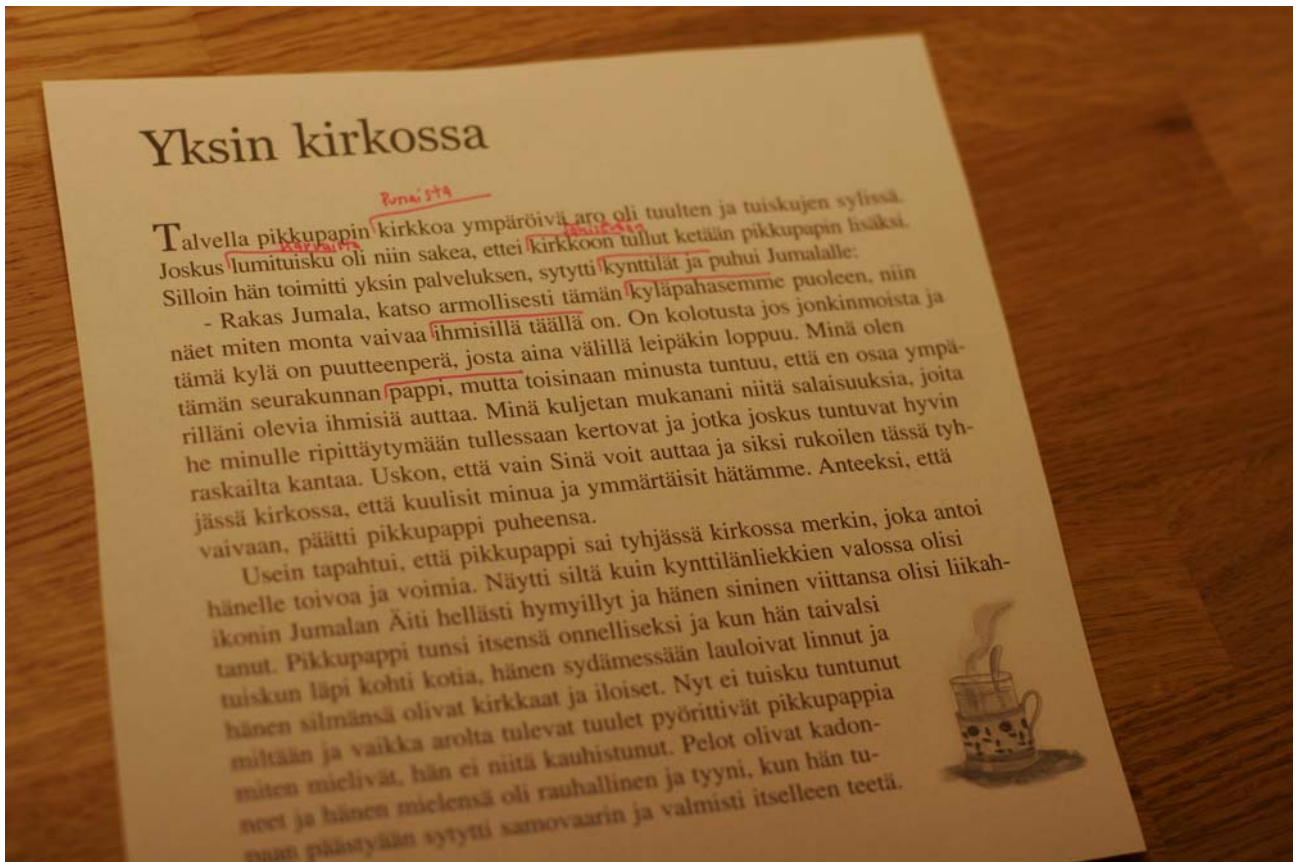 Yksin kirkossa
Punaista
Talvella pikkupapin kirkkoa ympäröivä aro oli tuulten ja tuiskujen sylissä.
Joskus lumituisku oli niin sakea, ettei kirkkoon tullut ketään pikkupapin lisäksi.
Silloin hän toimitti yksin palveluksen, sytytti kynttilät ja puhui Jumalalle:
- Rakas Jumala, katso armollisesti tämän kyläpahasemme puoleen, niin
näet miten monta vaivaa ihmisillä täällä on. On kolotusta jos jonkinmoista ja
tämä kylä on puutteenperä, josta aina välillä leipäkin loppuu. Minä olen
tämän seurakunnan pappi, mutta toisinaan minusta tuntuu, että en osaa ympä-
rilläni olevia ihmisiä auttaa. Minä kuljetan mukanani niitä salaisuuksia, joita
he minulle ripittäytymään tullessaan kertovat ja jotka joskus tuntuvat hyvin
raskailta kantaa. Uskon, että vain Sinä voit auttaa ja siksi rukoilen tässä tyh-
jässä kirkossa, että kuulisit minua ja ymmärtäisit hätämme. Anteeksi, että
vaivaan, päätti pikkupappi puheensa.
Usein tapahtui, että pikkupappi sai tyhjässä kirkossa merkin, joka antoi
hänelle toivoa ja voimia. Näytti siltä kuin kynttilänliekkien valossa olisi
ikonin Jumalan Äiti hellästi hymyillyt ja hänen sininen viittansa olisi liikah-
tanut. Pikkupappi tunsi itsensä onnelliseksi ja kun hän taivalsi
tuiskun läpi kohti kotia, hänen sydämessään lauloivat linnut ja
hänen silmänsä olivat kirkkaat ja iloiset. Nyt ei tuisku tuntunut
miltään ja vaikka arolta tulevat tuulet pyörittivät pikkupappia
miten mielivät, hän ei niitä kauhistunut. Pelot olivat kadon-
neet ja hänen mielensä oli rauhallinen ja tyyni, kun hän tu-
maan päästyään sytytti samovaarin ja valmisti itselleen teetä.